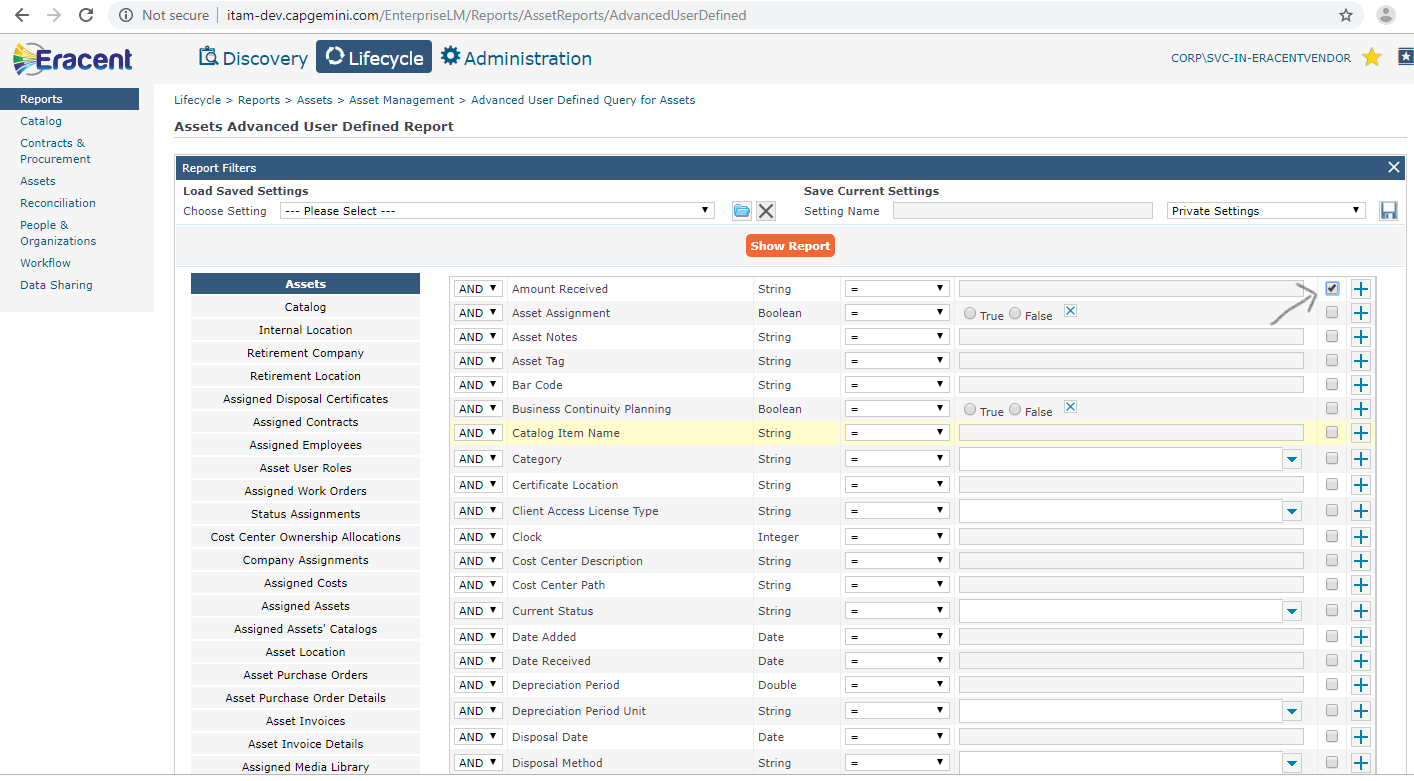 Not secure | itam-dev.capgemini.com/EnterpriseLM/Reports/AssetReports/AdvancedUserDefined
Eracent
Discovery Lifecycle Administration
CORP\SVC-IN-ERACENTVENDOR
Reports
Catalog
Contracts &
Procurement
Assets
Reconciliation
People &
Organizations
Workflow
Data Sharing
Lifecycle > Reports > Assets > Asset Management > Advanced User Defined Query for Assets
Assets Advanced User Defined Report
Report Filters
Load Saved Settings
Choose Setting --- Please Select ---
Save Current Settings
Setting Name Private Settings
Show Report
Assets
Catalog
Internal Location
Retirement Company
Retirement Location
Assigned Disposal Certificates
Assigned Contracts
Assigned Employees
Asset User Roles
Assigned Work Orders
Status Assignments
Cost Center Ownership Allocations
Company Assignments
Assigned Costs
Assigned Assets
Assigned Assets' Catalogs
Asset Location
Asset Purchase Orders
Asset Purchase Order Details
Asset Invoices
Asset Invoice Details
Assigned Media Library
AND Amount Received String =
AND Asset Assignment Boolean = True False
AND Asset Notes String =
AND Asset Tag String =
AND Bar Code String =
AND Business Continuity Planning Boolean = True False
AND Catalog Item Name String =
AND Category String =
AND Certificate Location String =
AND Client Access License Type String =
AND Clock Integer =
AND Cost Center Description String =
AND Cost Center Path String =
AND Current Status String =
AND Date Added Date =
AND Date Received Date =
AND Depreciation Period Double =
AND Depreciation Period Unit String =
AND Disposal Date Date =
AND Disposal Method String =